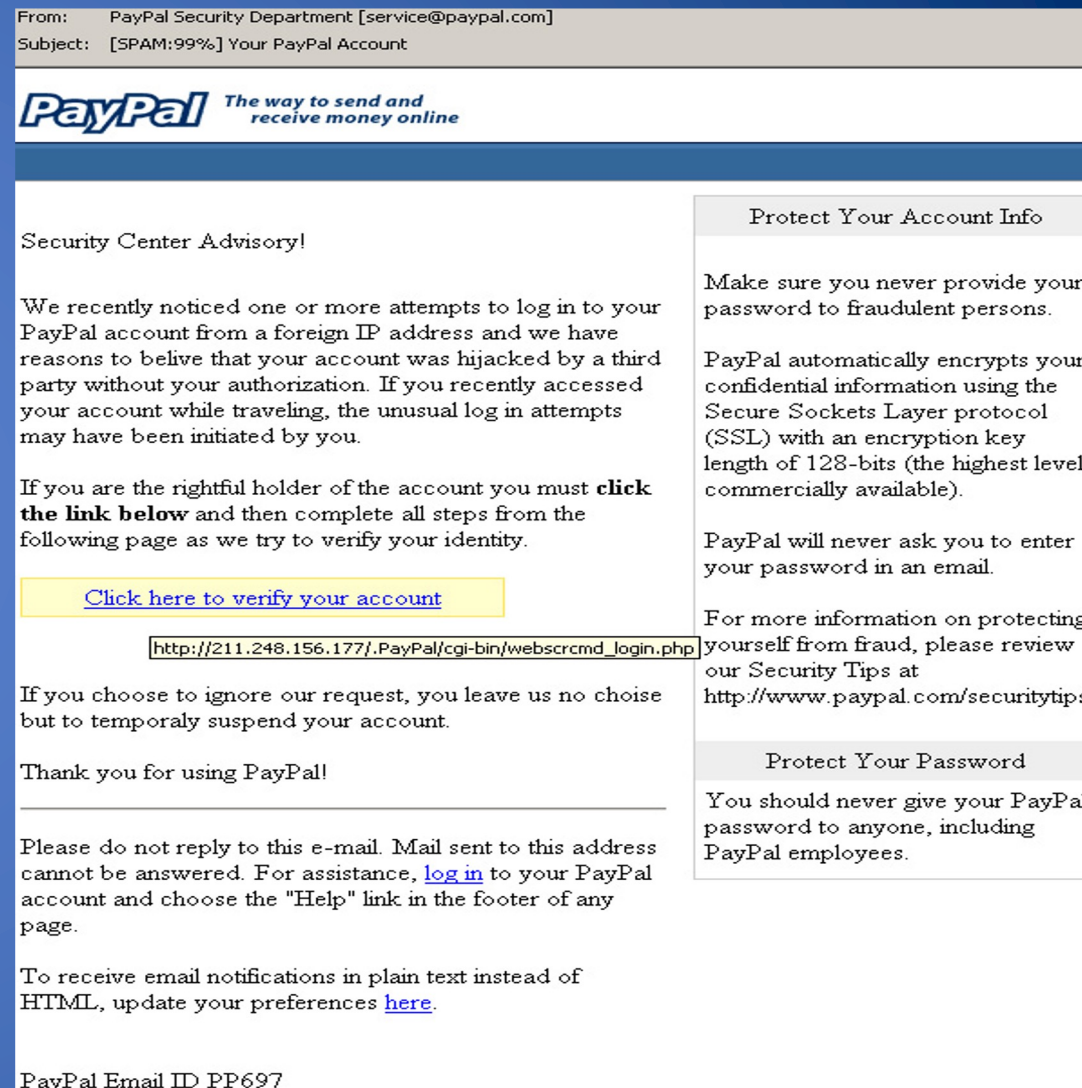 From: PayPal Security Department [service@paypal.com]
Subject: [SPAM:99%] Your PayPal Account
PayPal The way to send and
receive money online
Security Center Advisory!
We recently noticed one or more attempts to log in to your
PayPal account from a foreign IP address and we have
reasons to belive that your account was hijacked by a third
party without your authorization. If you recently accessed
your account while traveling, the unusual log in attempts
may have been initiated by you.
If you are the rightful holder of the account you must click
the link below and then complete all steps from the
following page as we try to verify your identity.
Click here to verify your account
http://211.248.156.177/.PayPal/cgi-bin/webscrcmd_login.php
If you choose to ignore our request, you leave us no choise
but to temporaly suspend your account.
Thank you for using PayPal!
Please do not reply to this e-mail. Mail sent to this address
cannot be answered. For assistance, log in to your PayPal
account and choose the "Help" link in the footer of any
page.
To receive email notifications in plain text instead of
HTML, update your preferences here.
PayPal Email ID PP697
Protect Your Account Info
Make sure you never provide your
password to fraudulent persons.
PayPal automatically encrypts your
confidential information using the
Secure Sockets Layer protocol
(SSL) with an encryption key
length of 128-bits (the highest level
commercially available).
PayPal will never ask you to enter
your password in an email.
For more information on protecting
yourself from fraud, please review
our Security Tips at
http://www.paypal.com/securitytips
Protect Your Password
You should never give your PayPal
password to anyone, including
PayPal employees.